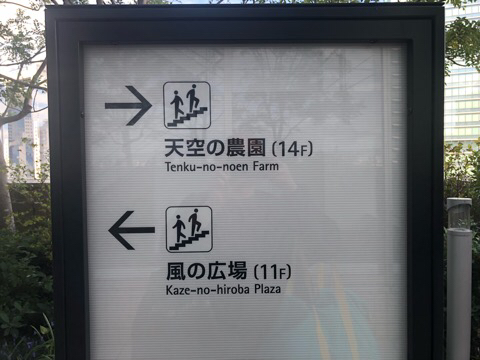 天空の農園 (14F)
Tenku-no-noen Farm
風の広場 (11F)
Kaze-no-hiroba Plaza